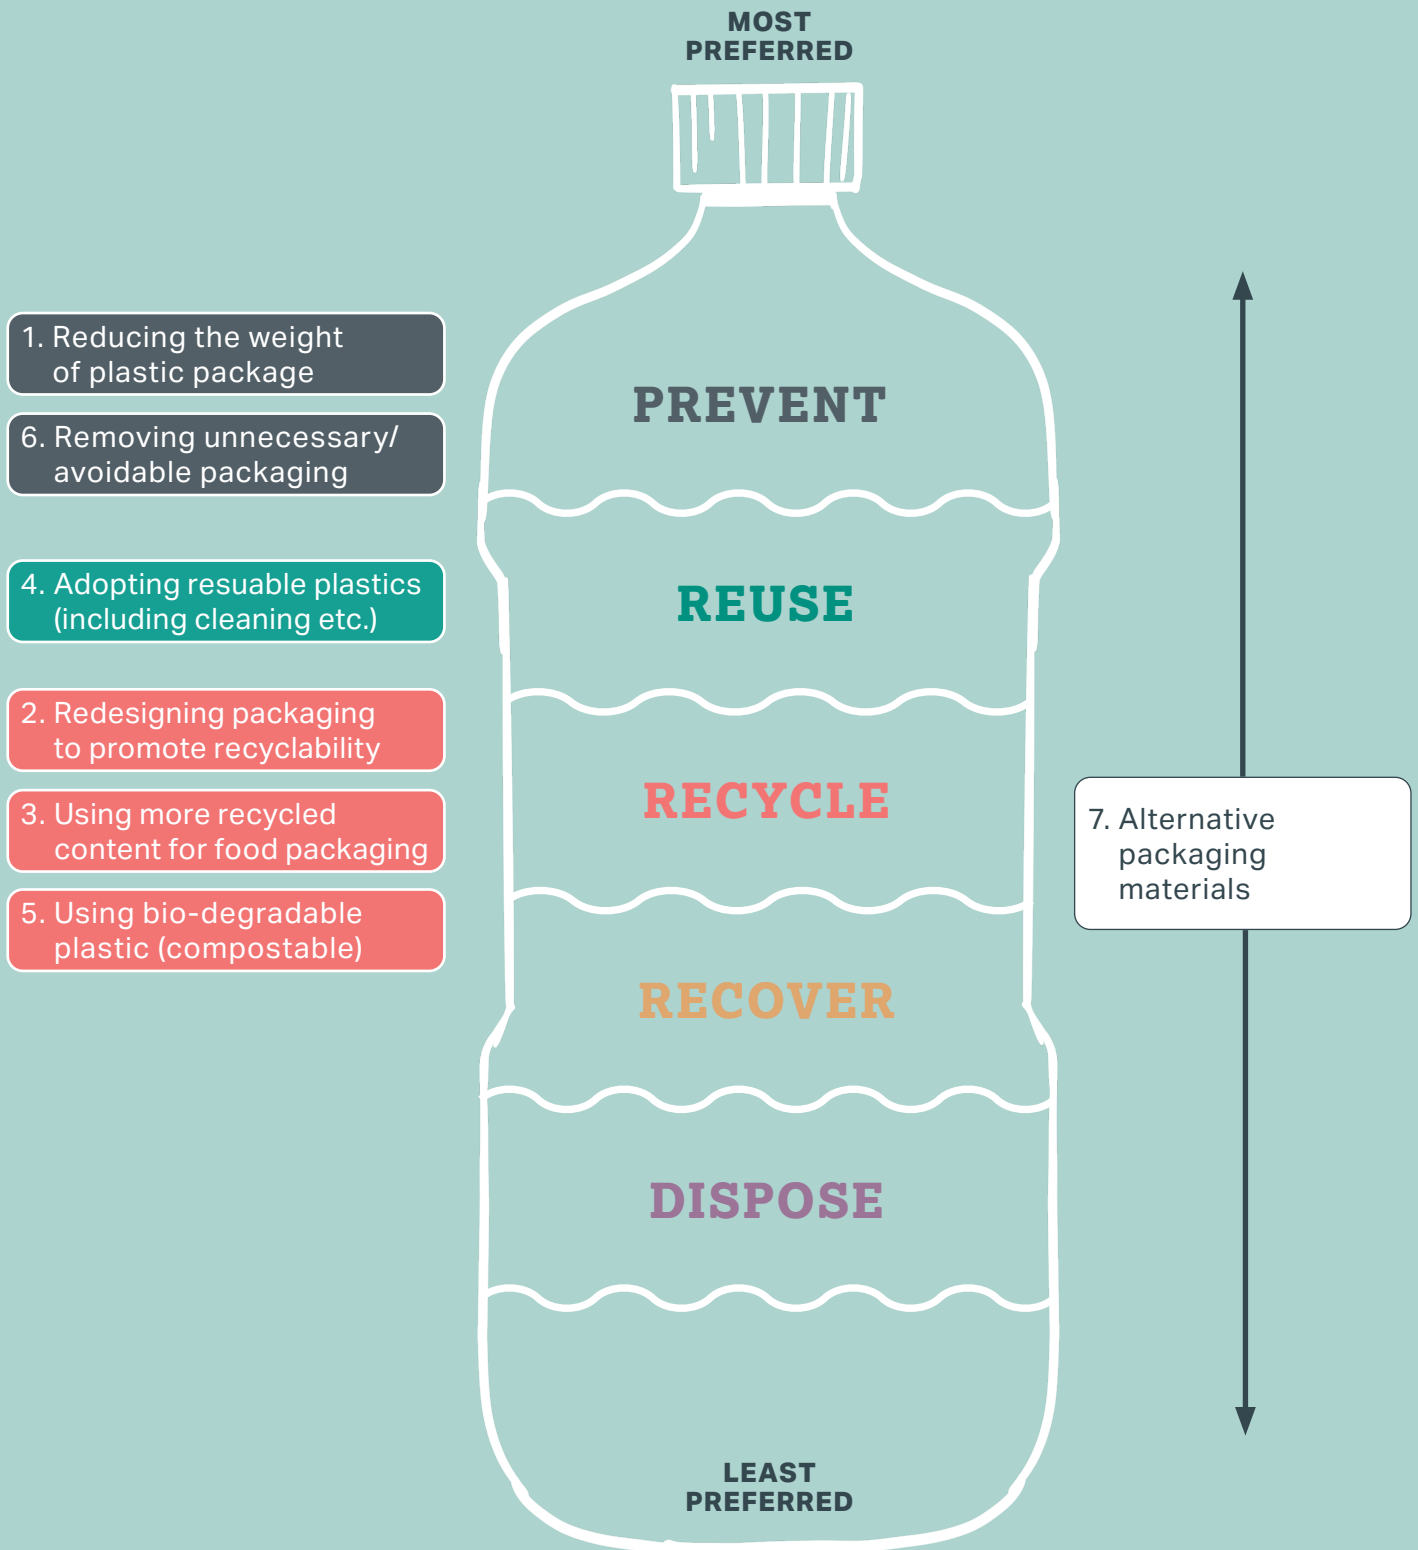 MOST
PREFERRED
1. Reducing the weight
of plastic package
6. Removing unnecessary/
avoidable packaging
PREVENT
4. Adopting resuable plastics
(including cleaning etc.)
REUSE
2. Redesigning packaging
to promote recyclability
3. Using more recycled
content for food packaging
RECYCLE
5. Using bio-degradable
plastic (compostable)
7. Alternative
packaging
materials
RECOVER
DISPOSE
LEAST
PREFERRED